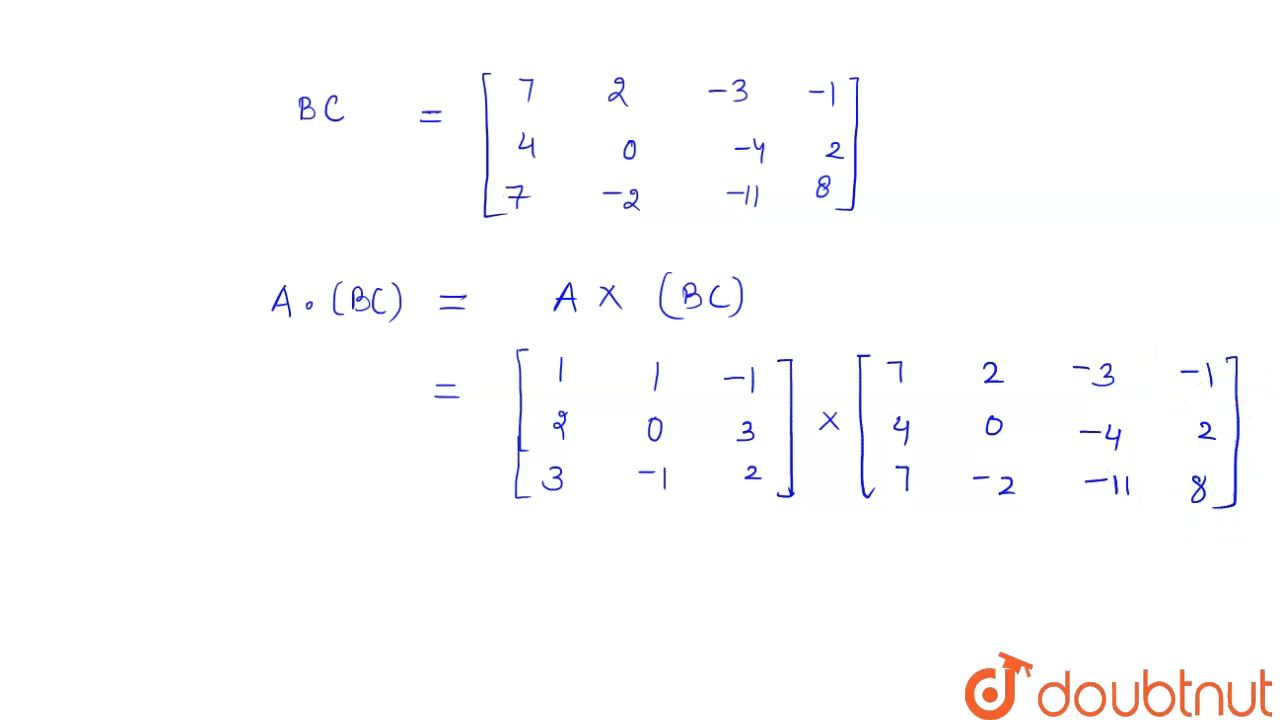 BC = [ 7 2 -3 -1
4 0 -4 2
7 -2 -11 8 ]
A . (BC) = A × (BC)
= [ 1 1 -1 ] × [ 7 2 -3 -1 ]
2 0 3 4 0 -4 2
3 -1 2 7 -2 -11 8
doubtnut